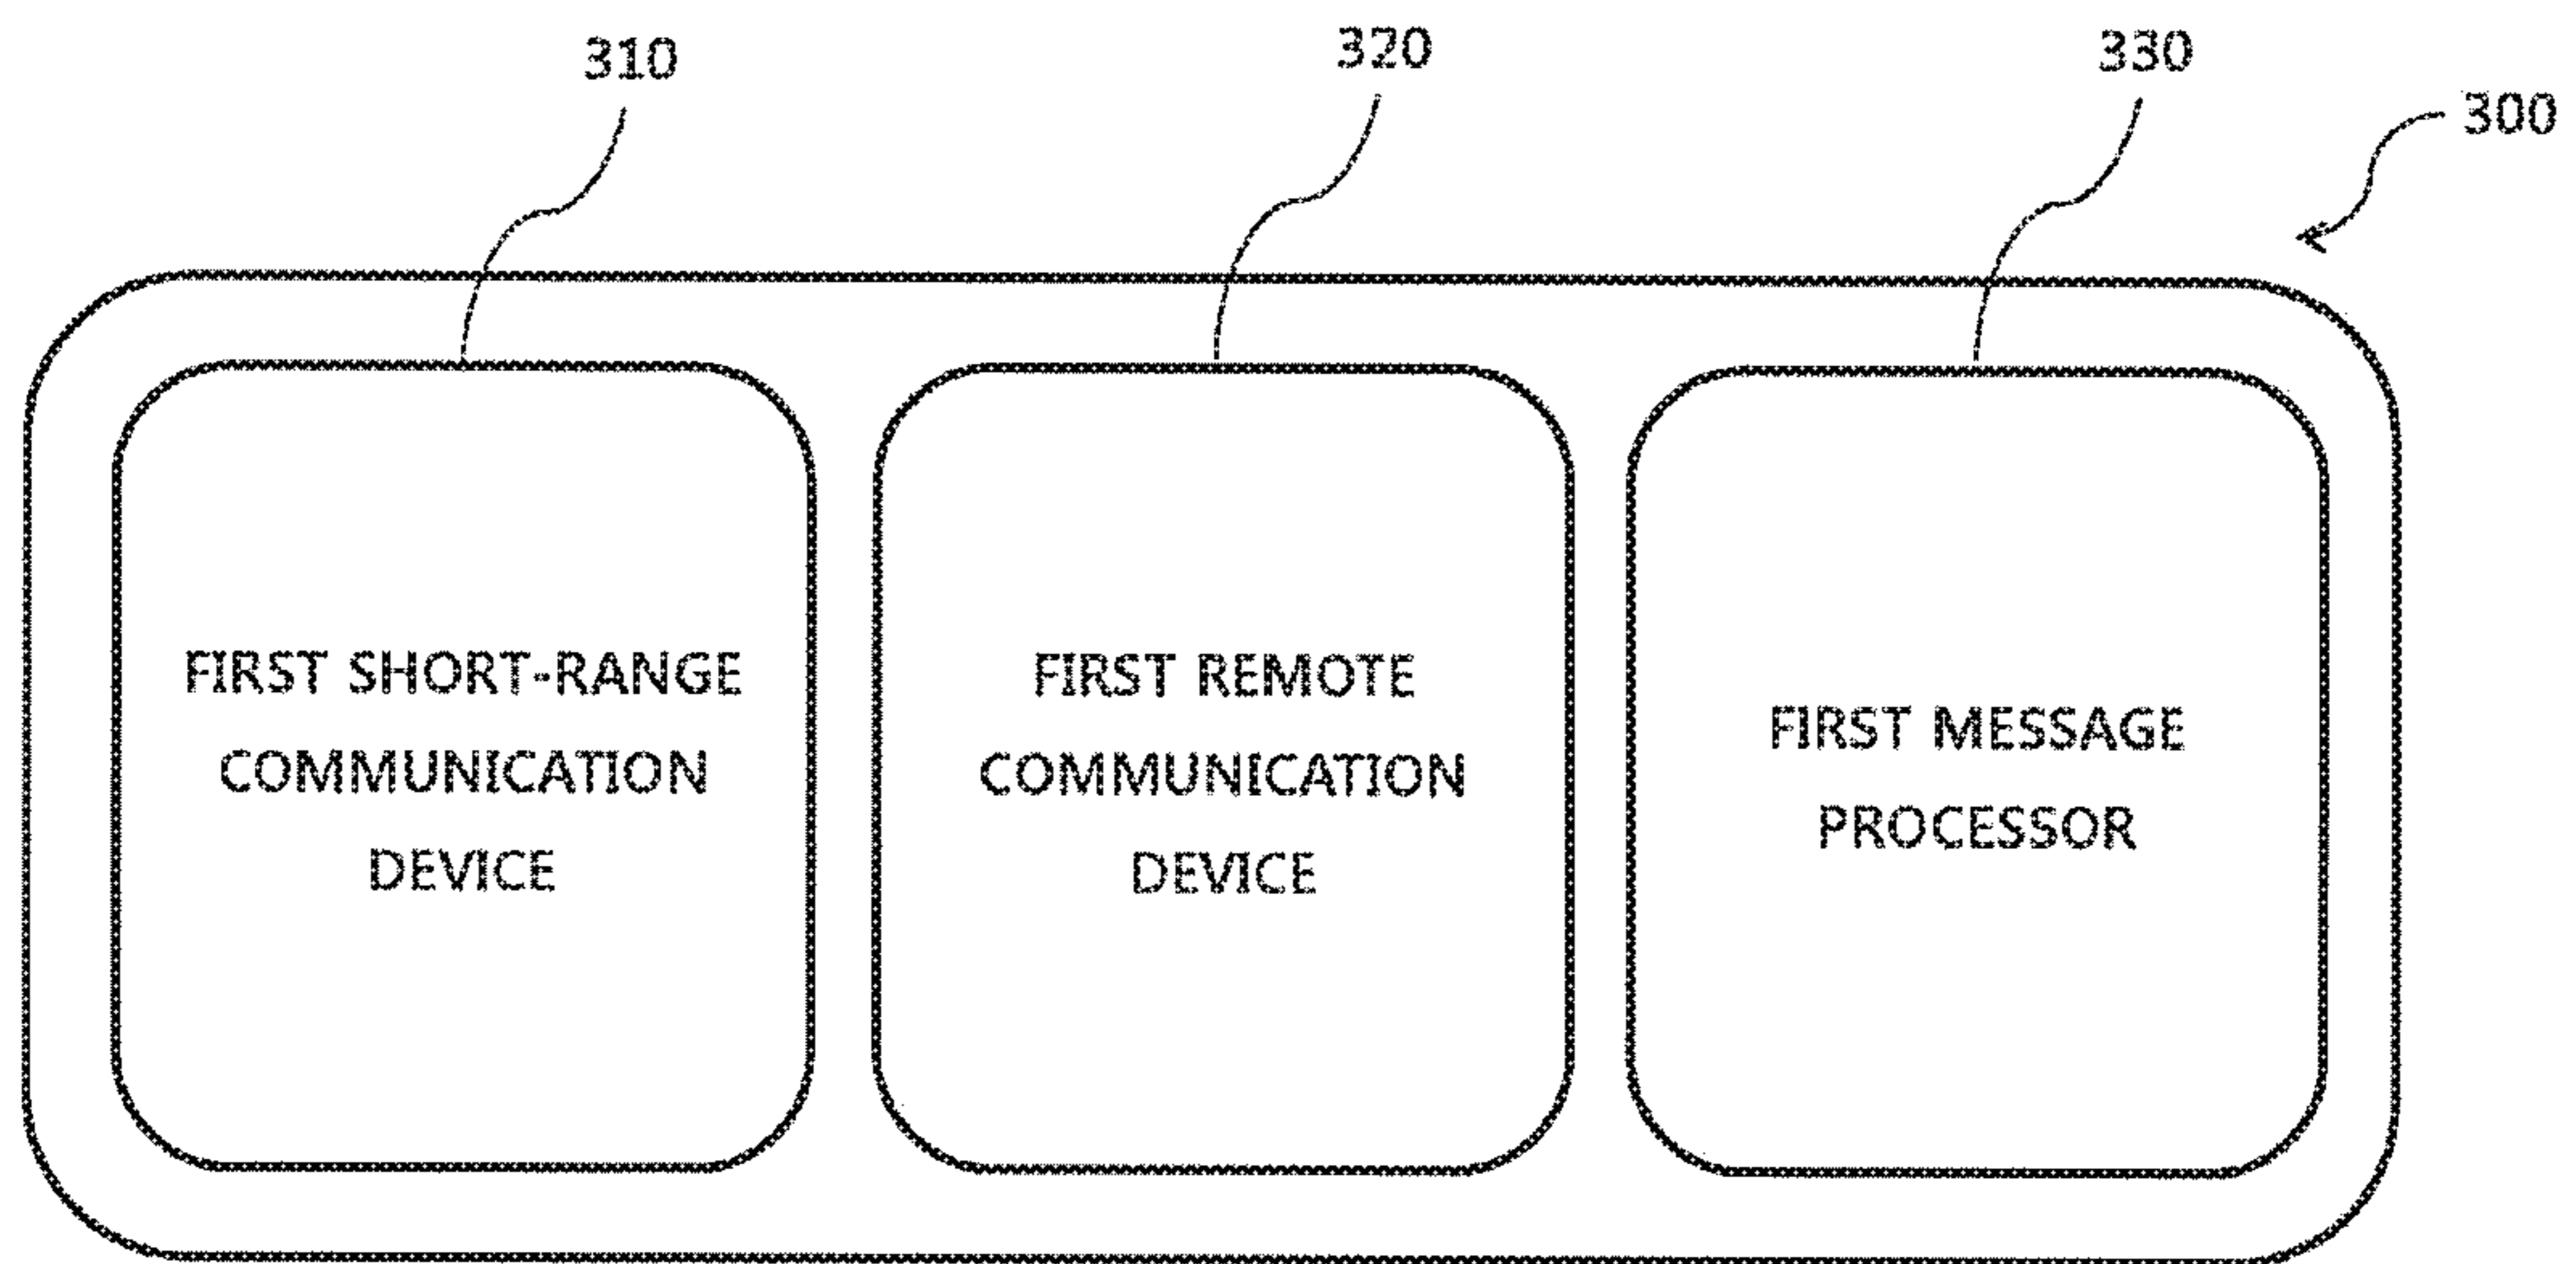 310
320
330
300
FIRST SHORT-RANGE
COMMUNICATION
DEVICE
FIRST REMOTE
COMMUNICATION
DEVICE
FIRST MESSAGE
PROCESSOR